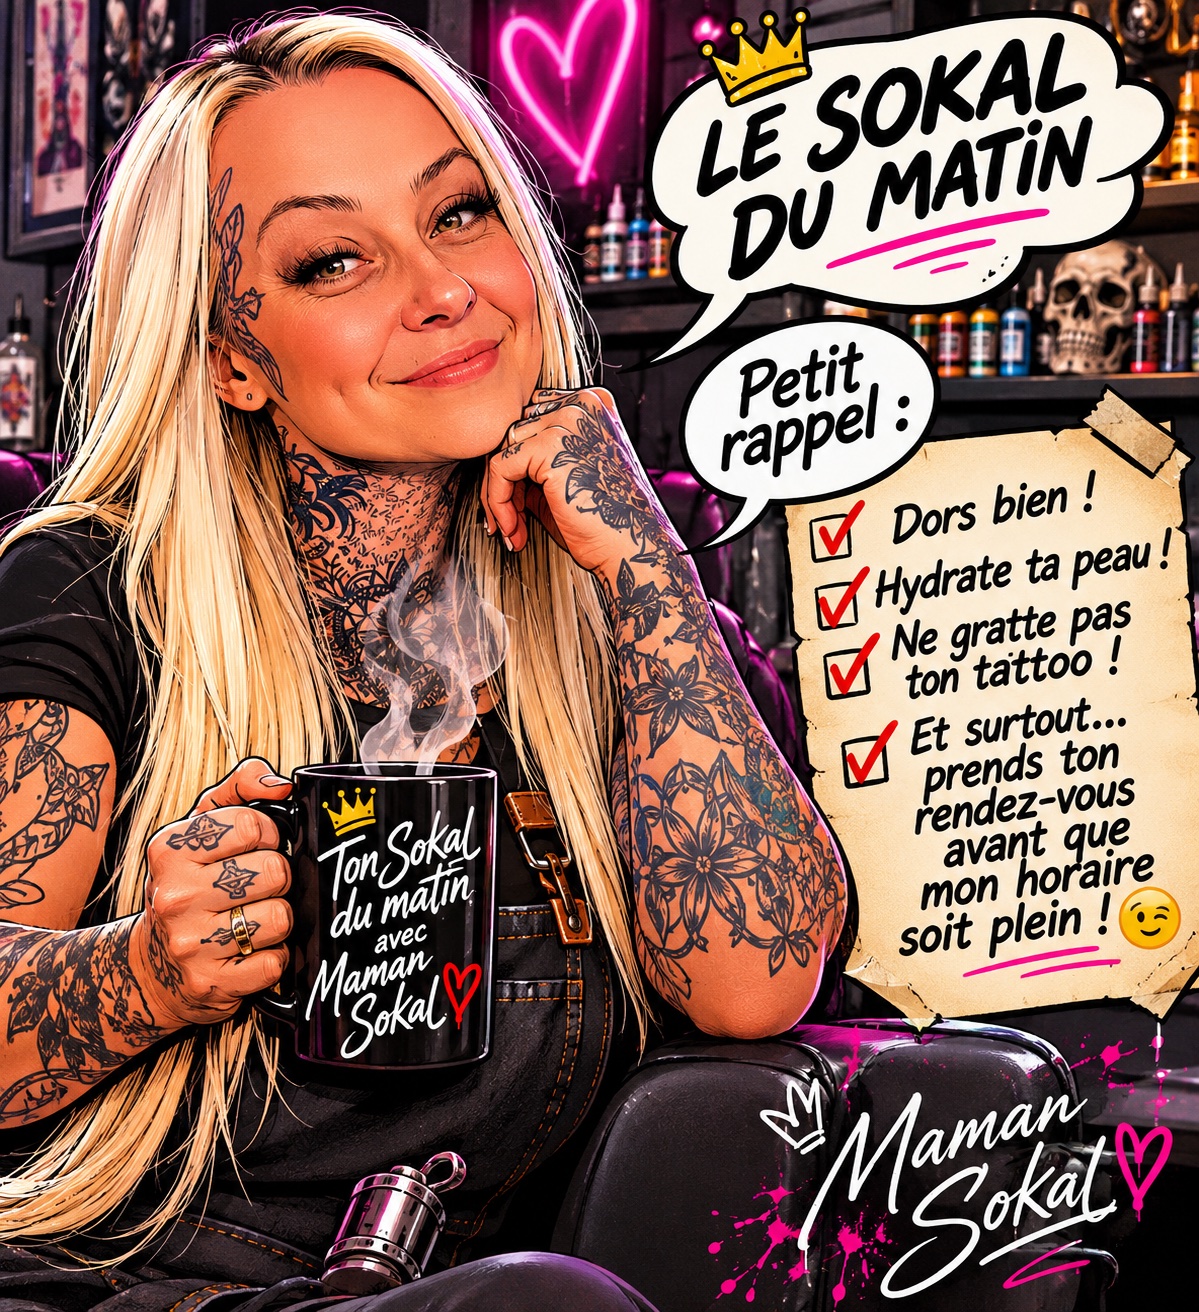 LE SOKAL
DU MATiN
Petit
rappel :
Dors bien !
Hydrate ta peau !
Ne gratte pas
ton tattoo !
Et surtout...
prends ton
rendez-vous
avant que
mon horaire
soit plein !
Ton Sokal
du matin
avec
Maman
Sokal
Maman
Sokal